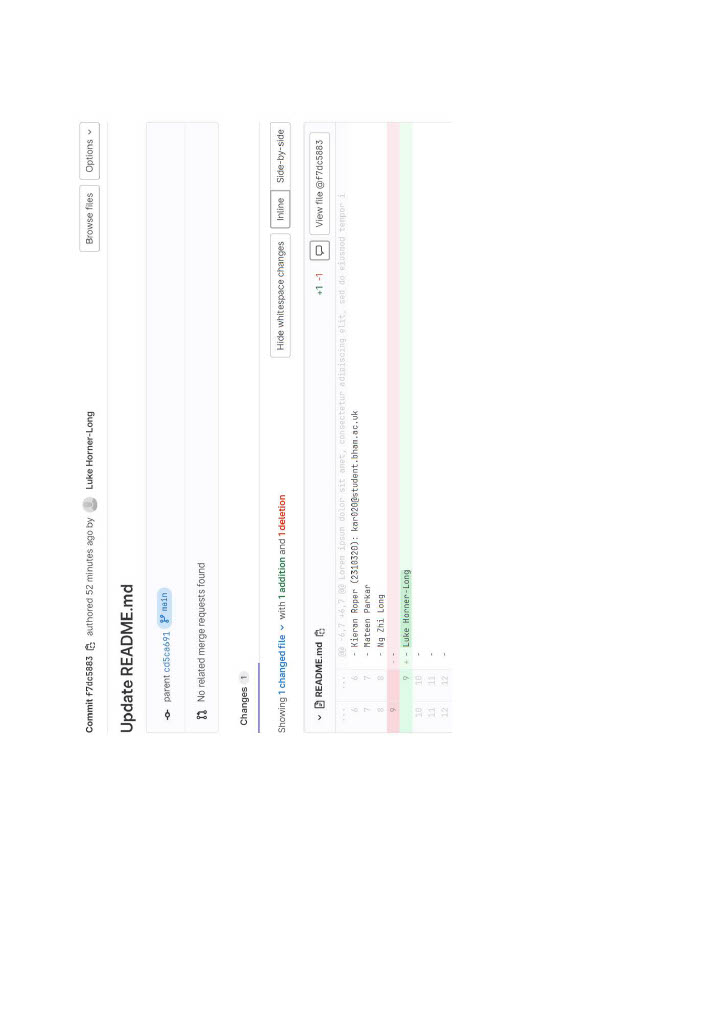 Commit f7dc5883 authored 52 minutes ago by Luke Horner-Long Browse files Options
Update README.md
parent cd5ca691 main
No related merge requests found
Changes 1
Showing 1 changed file with 1 addition and 1 deletion Hide whitespace changes Inline Side-by-side
README.md +1 -1 View file @f7dc5883
... ... @@ -6,7 +6,7 @@ Lorem ipsum dolor sit amet, consectetur adipiscing elit, sed do eiusmod tempor i
6 6 - Kieran Roper (2310320): kar020@student.bham.ac.uk
7 7 - Mateen Parkar
8 8 - Ng Zhi Long
9 - -
9 + - Luke Horner-Long
10 10 -
11 11 -
12 12 -